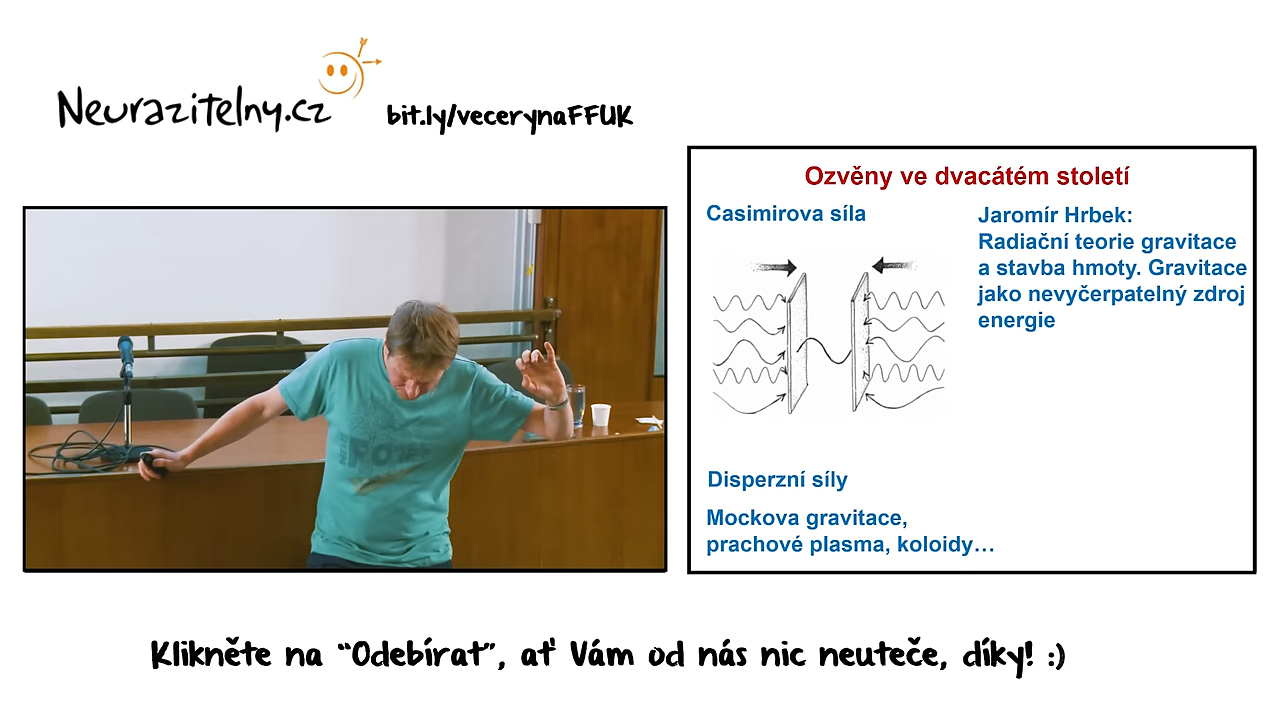 Neurazitelny.cz
bit.ly/vecerynaFFUK
Ozvěny ve dvacátém století
Casimirova síla
Jaromír Hrbek:
Radiační teorie gravitace
a stavba hmoty. Gravitace
jako nevyčerpatelný zdroj
energie
Disperzní síly
Mockova gravitace,
prachové plasma, koloidy...
Klikněte na “Odebírat”, ať Vám od nás nic neuteče, díky! :)